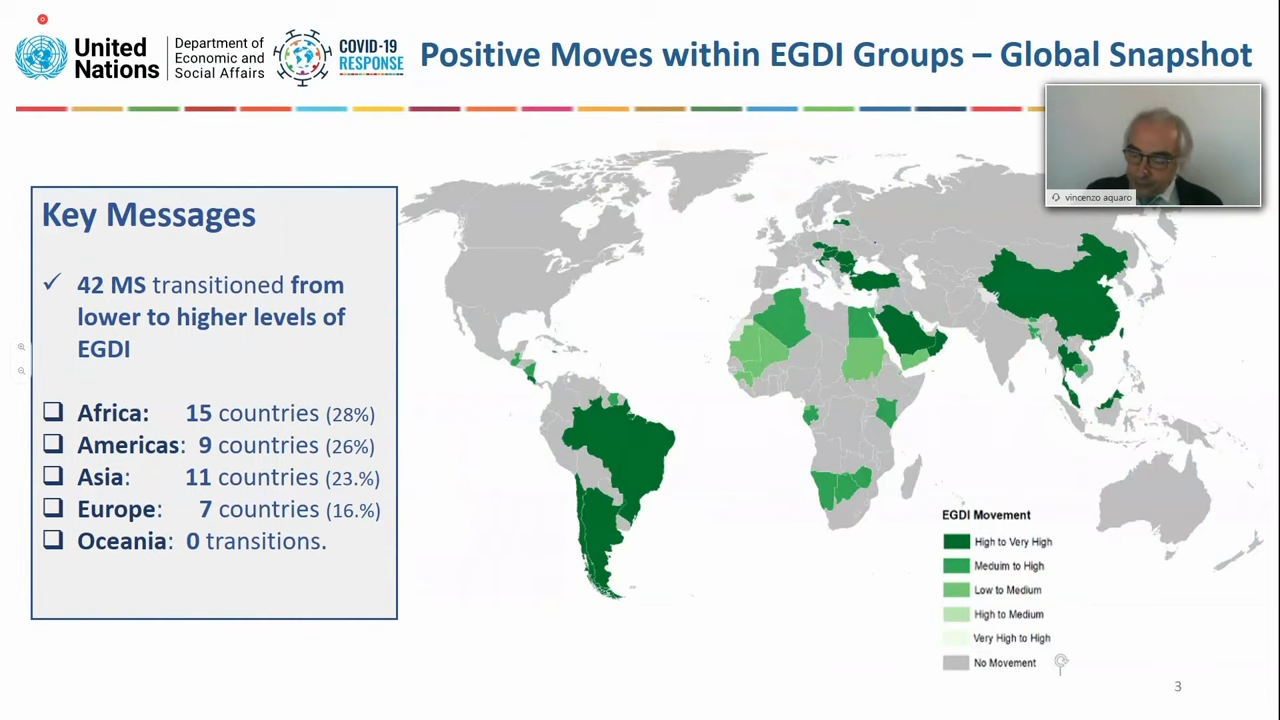 United
Nations
Department of
Economic and
Social Affairs
COVID-19
RESPONSE
Positive Moves within EGDI Groups – Global Snapshot
vincenzo aquaro
Key Messages
✓ 42 MS transitioned from
lower to higher levels of
EGDI
❑ Africa: 15 countries (28%)
❑ Americas: 9 countries (26%)
❑ Asia: 11 countries (23.%)
❑ Europe: 7 countries (16.%)
❑ Oceania: 0 transitions.
EGDI Movement
High to Very High
Meduim to High
Low to Medium
High to Medium
Very High to High
No Movement
3